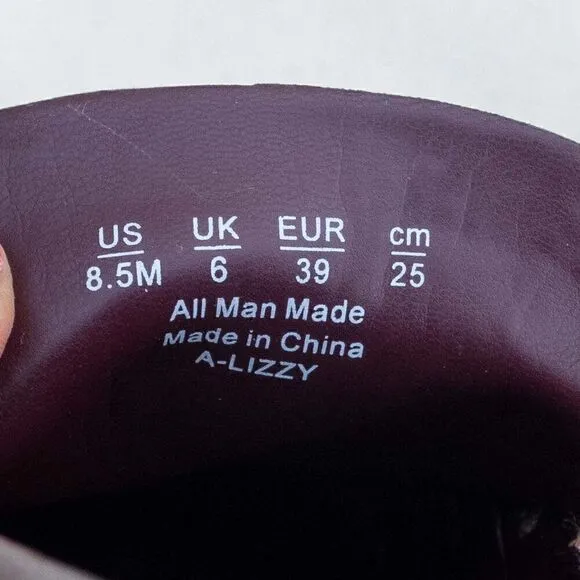 US UK EUR cm
8.5M 6 39 25
All Man Made
Made in China
A-LIZZY